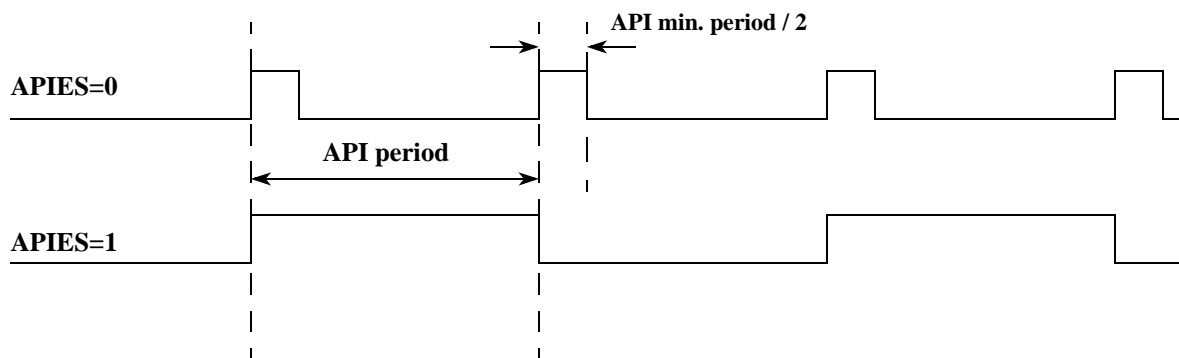 API min. period / 2
APIES=0
API period
APIES=1